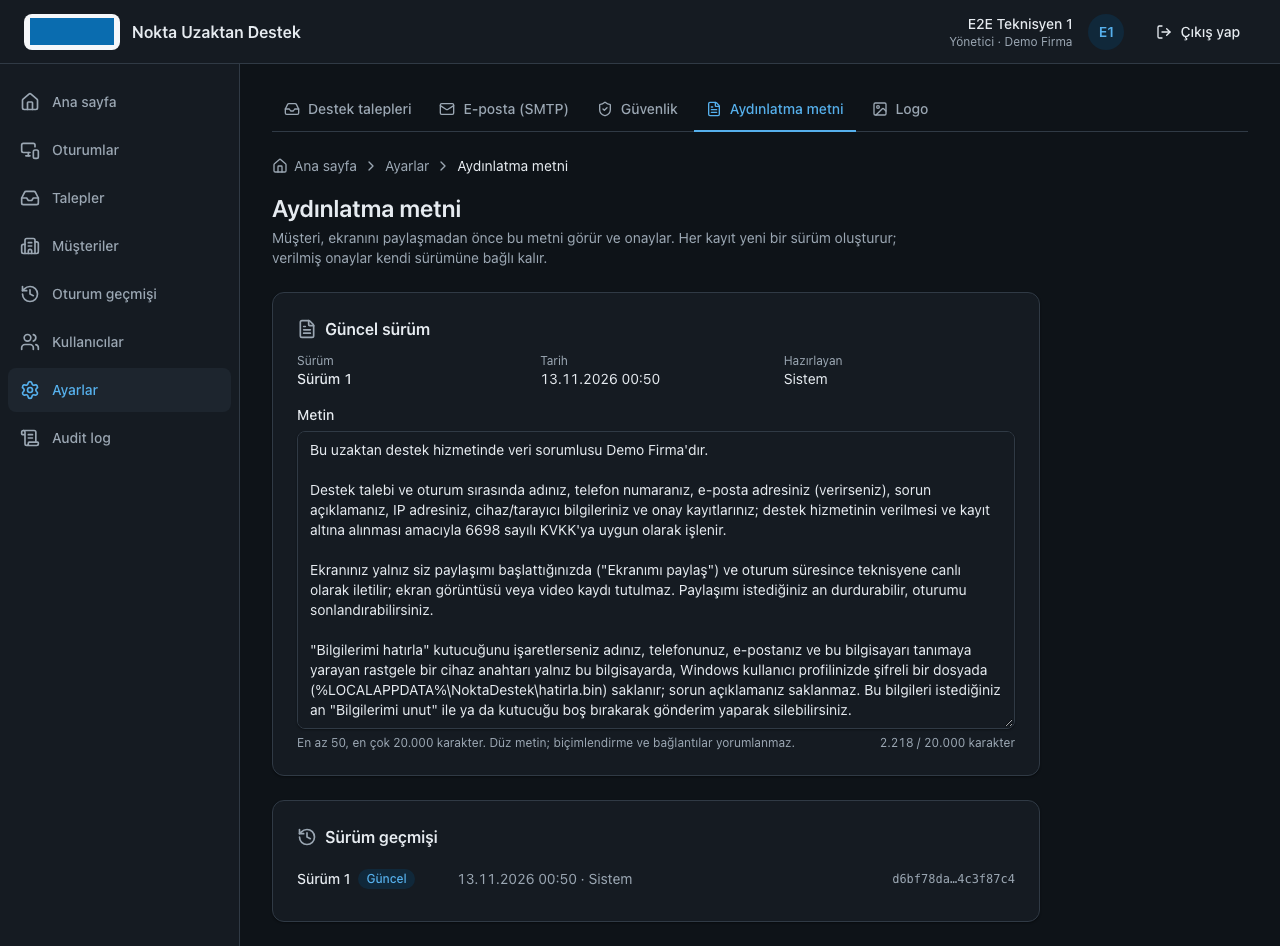 Nokta Uzaktan Destek
E2E Teknisyen 1
Yönetici · Demo Firma
E1
Çıkış yap
Ana sayfa
Oturumlar
Talepler
Müşteriler
Oturum geçmişi
Kullanıcılar
Ayarlar
Audit log
Destek talepleri
E-posta (SMTP)
Güvenlik
Aydınlatma metni
Logo
Ana sayfa > Ayarlar > Aydınlatma metni
Aydınlatma metni
Müşteri, ekranını paylaşmadan önce bu metni görür ve onaylar. Her kayıt yeni bir sürüm oluşturur;
verilmiş onaylar kendi sürümüne bağlı kalır.
Güncel sürüm
Sürüm
Sürüm 1
Tarih
13.11.2026 00:50
Hazırlayan
Sistem
Metin
Bu uzaktan destek hizmetinde veri sorumlusu Demo Firma'dır.
Destek talebi ve oturum sırasında adınız, telefon numaranız, e-posta adresiniz (verirseniz), sorun
açıklamanız, IP adresiniz, cihaz/tarayıcı bilgileriniz ve onay kayıtlarınız; destek hizmetinin verilmesi ve kayıt
altına alınması amacıyla 6698 sayılı KVKK'ya uygun olarak işlenir.
Ekranınız yalnız siz paylaşımı başlattığınızda ("Ekranımı paylaş") ve oturum süresince teknisyene canlı
olarak iletilir; ekran görüntüsü veya video kaydı tutulmaz. Paylaşımı istediğiniz an durdurabilir, oturumu
sonlandırabilirsiniz.
"Bilgilerimi hatırla" kutucuğunu işaretlerseniz adınız, telefonunuz, e-postanız ve bu bilgisayarı tanımaya
yarayan rastgele bir cihaz anahtarı yalnız bu bilgisayarda, Windows kullanıcı profilinizde şifreli bir dosyada
(%LOCALAPPDATA%\NoktaDestek\hatirla.bin) saklanır; sorun açıklamanız saklanmaz. Bu bilgileri istediğiniz
an "Bilgilerimi unut" ile ya da kutucuğu boş bırakarak gönderim yaparak silebilirsiniz.
En az 50, en çok 20.000 karakter. Düz metin; biçimlendirme ve bağlantılar yorumlanmaz.
2.218 / 20.000 karakter
Sürüm geçmişi
Sürüm 1
Güncel
13.11.2026 00:50 · Sistem
d6bf78da…4c3f87c4